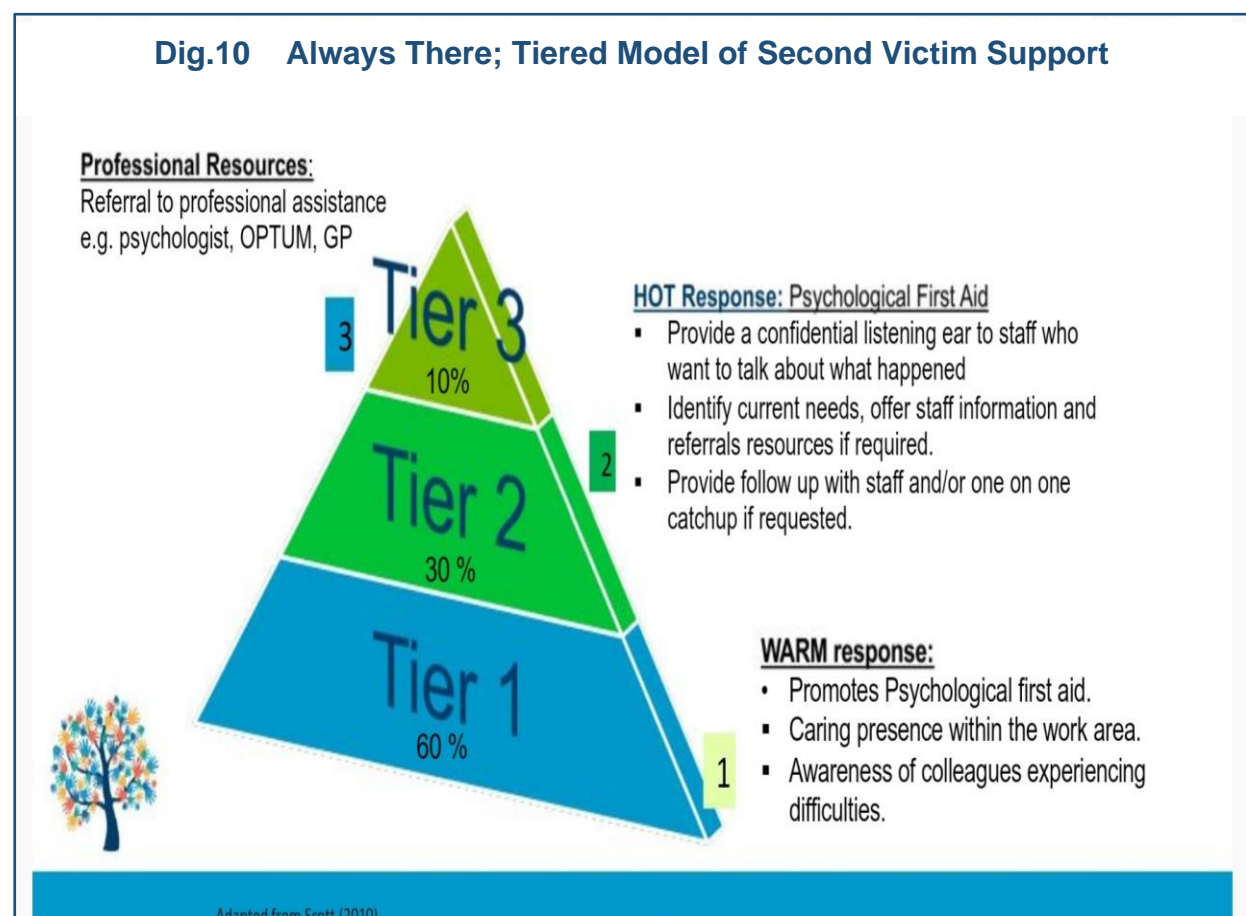 Dig.10 Always There; Tiered Model of Second Victim Support
Professional Resources:
Referral to professional assistance
e.g. psychologist, OPTUM, GP
3
Tier 3
10%
HOT Response: Psychological First Aid
▪ Provide a confidential listening ear to staff who
want to talk about what happened
▪ Identify current needs, offer staff information and
referrals resources if required.
▪ Provide follow up with staff and/or one on one
catchup if requested.
2
Tier 2
30 %
Tier 1
60 %
WARM response:
• Promotes Psychological first aid.
▪ Caring presence within the work area.
▪ Awareness of colleagues experiencing
difficulties.
1
Adapted from Scott (2010)